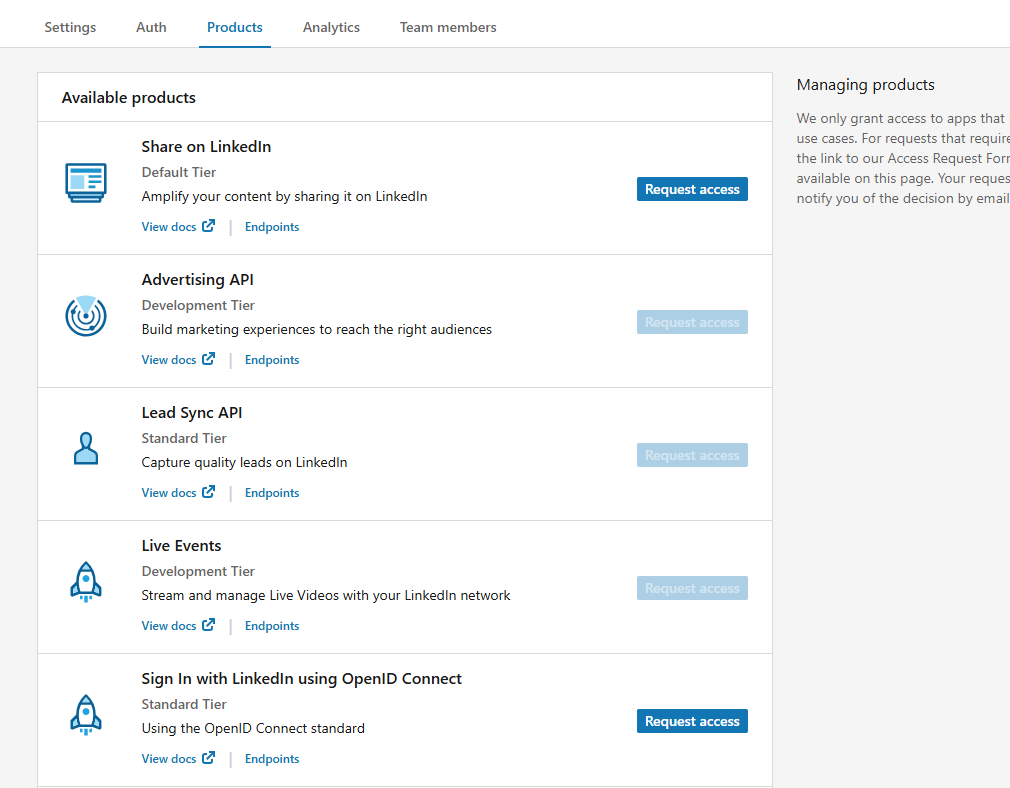 Settings Auth Products Analytics Team members
Available products
Share on LinkedIn
Default Tier
Amplify your content by sharing it on LinkedIn
Request access
View docs | Endpoints
Advertising API
Development Tier
Build marketing experiences to reach the right audiences
Request access
View docs | Endpoints
Lead Sync API
Standard Tier
Capture quality leads on LinkedIn
Request access
View docs | Endpoints
Live Events
Development Tier
Stream and manage Live Videos with your LinkedIn network
Request access
View docs | Endpoints
Sign In with LinkedIn using OpenID Connect
Standard Tier
Using the OpenID Connect standard
Request access
View docs | Endpoints
Managing products
We only grant access to apps that
use cases. For requests that require
the link to our Access Request
available on this page. Your
notify you of the decision by email